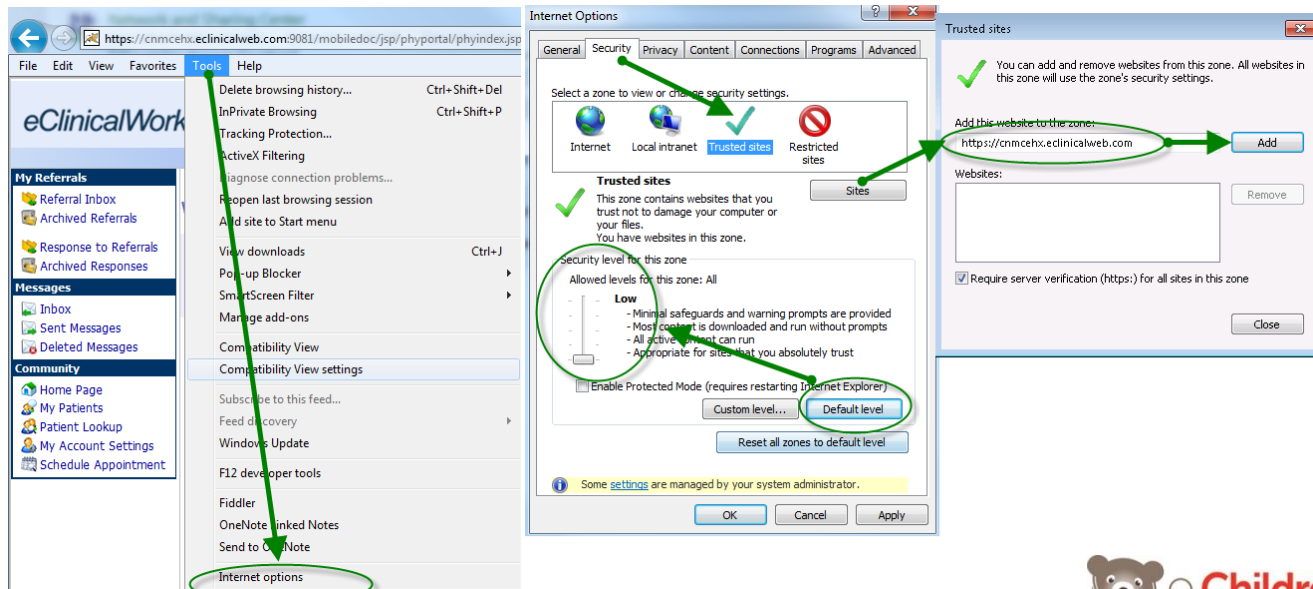 Network and Sharing Center
https://cnmcehx.eclinicalweb.com:9081/mobiledoc/jsp/phyportal/phyindex.jsp
File Edit View Favorites Tools Help
eClinicalWork
My Referrals
Referral Inbox
Archived Referrals
Response to Referrals
Archived Responses
Messages
Inbox
Sent Messages
Deleted Messages
Community
Home Page
My Patients
Patient Lookup
My Account Settings
Schedule Appointment
Delete browsing history... Ctrl+Shift+Del
InPrivate Browsing Ctrl+Shift+P
Tracking Protection...
ActiveX Filtering
Diagnose connection problems...
Reopen last browsing session
Add site to Start menu
View downloads Ctrl+J
Pop-up Blocker
SmartScreen Filter
Manage add-ons
Compatibility View
Compatibility View settings
Subscribe to this feed...
Feed discovery
Windows Update
F12 developer tools
Fiddler
OneNote Linked Notes
Send to OneNote
Internet options
Internet Options
General Security Privacy Content Connections Programs Advanced
Select a zone to view or change security settings.
Internet Local intranet Trusted sites Restricted
sites
Trusted sites
Sites
This zone contains websites that you
trust not to damage your computer or
your files.
You have websites in this zone.
Security level for this zone
Allowed levels for this zone: All
Low
- Minimal safeguards and warning prompts are provided
- Most content is downloaded and run without prompts
- All active content can run
- Appropriate for sites that you absolutely trust
Enable Protected Mode (requires restarting Internet Explorer)
Custom level... Default level
Reset all zones to default level
Some settings are managed by your system administrator.
OK Cancel Apply
Trusted sites
You can add and remove websites from this zone. All websites in
this zone will use the zone's security settings.
Add this website to the zone:
https://cnmcehx.eclinicalweb.com Add
Websites:
Remove
Require server verification (https:) for all sites in this zone
Close
Childre